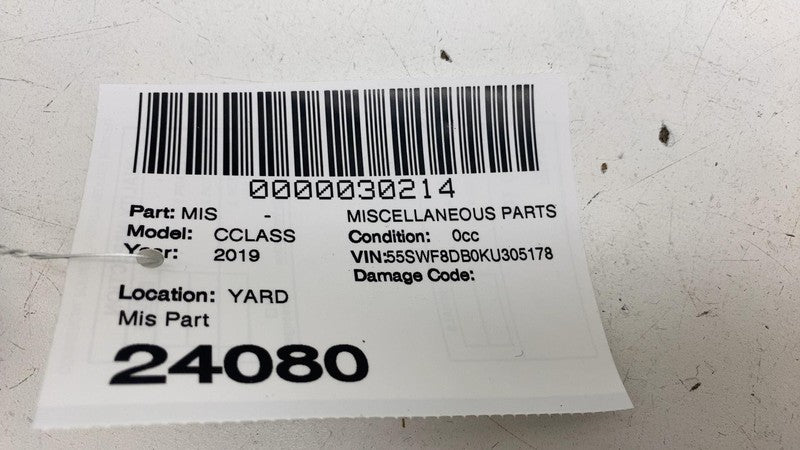 0000030214
Part: MIS - MISCELLANEOUS PARTS
Model: CCLASS Condition: 0cc
Year: 2019 VIN:55SWF8DB0KU305178
Damage Code:
Location: YARD
Mis Part
24080